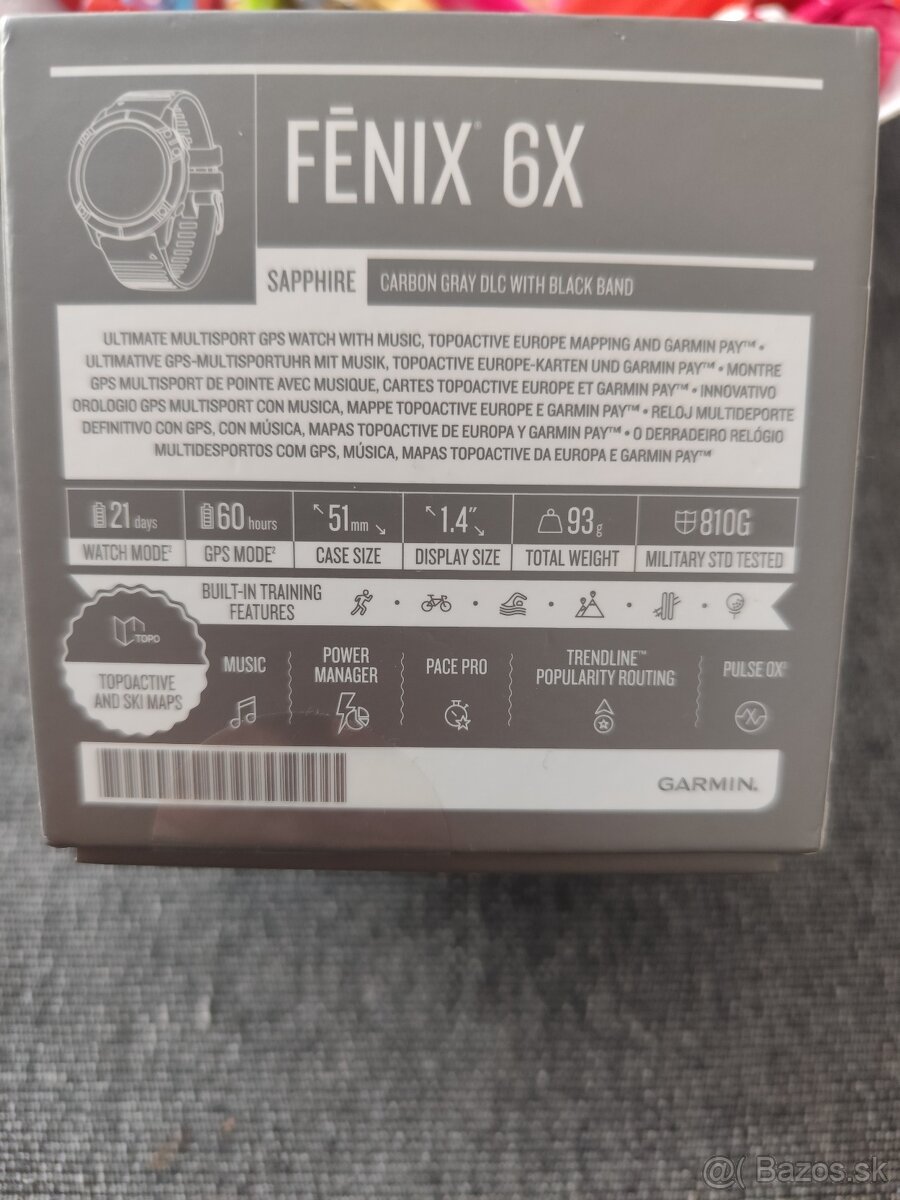 FĒNIX® 6X
SAPPHIRE
CARBON GRAY DLC WITH BLACK BAND
ULTIMATE MULTISPORT GPS WATCH WITH MUSIC, TOPOACTIVE EUROPE MAPPING AND GARMIN PAY™ •
ULTIMATIVE GPS-MULTISPORTUHR MIT MUSIK, TOPOACTIVE EUROPE-KARTEN UND GARMIN PAY™ • MONTRE
GPS MULTISPORT DE POINTE AVEC MUSIQUE, CARTES TOPOACTIVE EUROPE ET GARMIN PAY™ • INNOVATIVO
OROLOGIO GPS MULTISPORT CON MUSICA, MAPPE TOPOACTIVE EUROPE E GARMIN PAY™ • RELOJ MULTIDEPORTE
DEFINITIVO CON GPS, CON MÚSICA, MAPAS TOPOACTIVE DE EUROPA Y GARMIN PAY™ • O DERRADEIRO RELÓGIO
MULTIDESPORTOS COM GPS, MÚSICA, MAPAS TOPOACTIVE DA EUROPA E GARMIN PAY™
21 days
WATCH MODE²
60 hours
GPS MODE²
51mm
CASE SIZE
1.4″
DISPLAY SIZE
93g
TOTAL WEIGHT
810G
MILITARY STD TESTED
BUILT-IN TRAINING
FEATURES
TOPO
TOPOACTIVE
AND SKI MAPS
MUSIC
POWER
MANAGER
PACE PRO
TRENDLINE™
POPULARITY ROUTING
PULSE OX²
GARMIN.
@( Bazos.sk